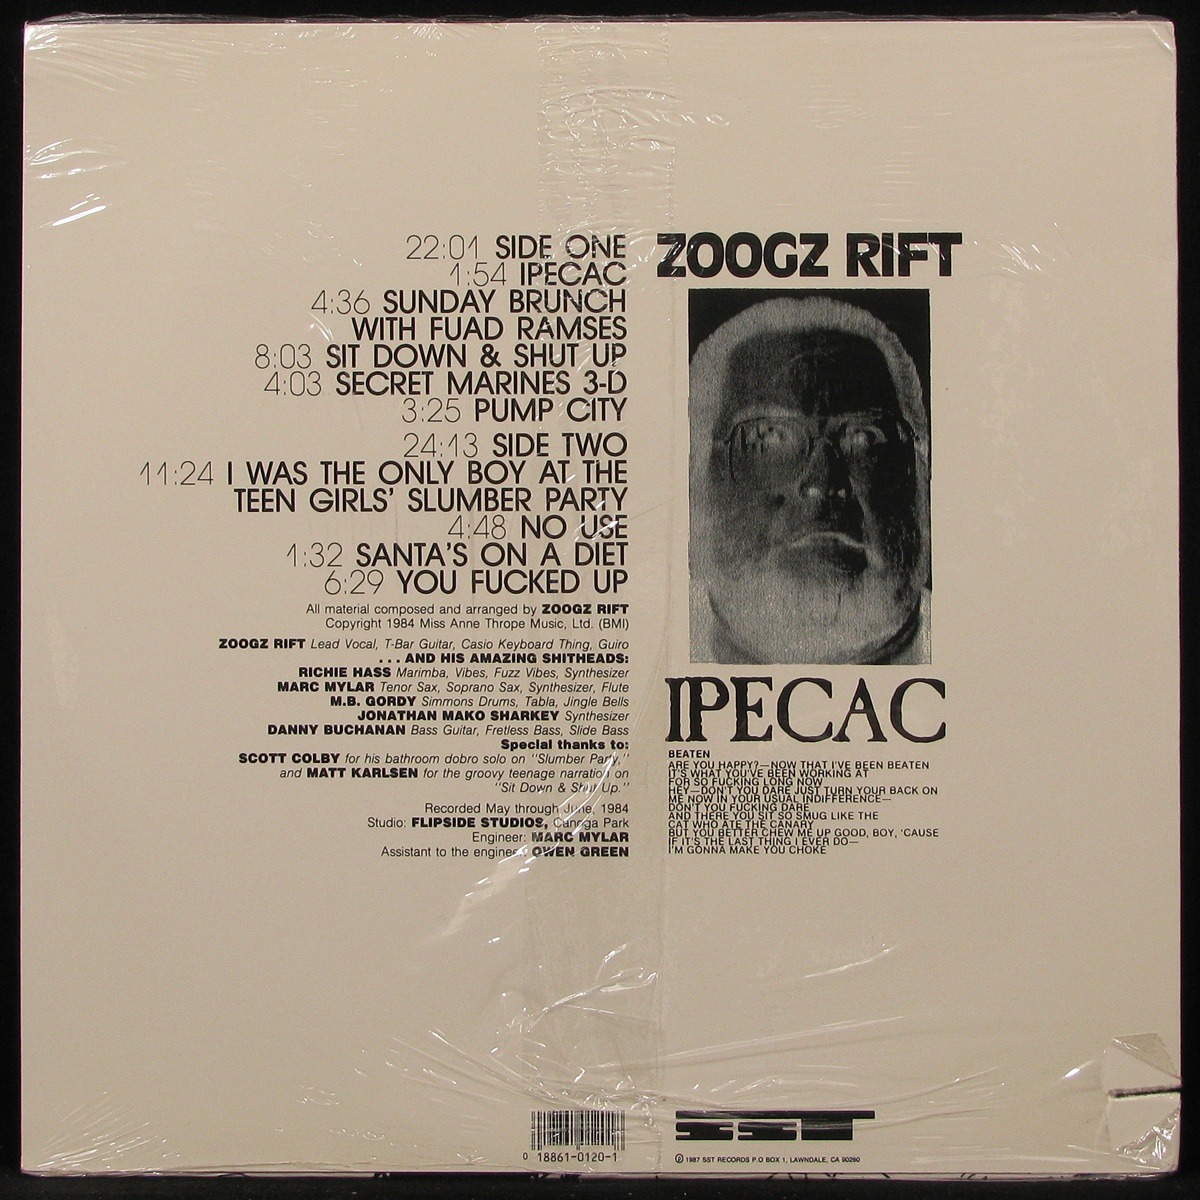 22:01 SIDE ONE
1:54 IPECAC
4:36 SUNDAY BRUNCH
WITH FUAD RAMSES
8:03 SIT DOWN & SHUT UP
4:03 SECRET MARINES 3-D
3:25 PUMP CITY
24:13 SIDE TWO
11:24 I WAS THE ONLY BOY AT THE
TEEN GIRLS' SLUMBER PARTY
4:48 NO USE
1:32 SANTA'S ON A DIET
6:29 YOU FUCKED UP
All material composed and arranged by ZOOGZ RIFT
Copyright 1984 Miss Anne Thrope Music, Ltd. (BMI)
ZOOGZ RIFT Lead Vocal, T-Bar Guitar, Casio Keyboard Thing, Guiro
. . . AND HIS AMAZING SHITHEADS:
RICHIE HASS Marimba, Vibes, Fuzz Vibes, Synthesizer
MARC MYLAR Tenor Sax, Soprano Sax, Synthesizer, Flute
M.B. GORDY Simmons Drums, Tabla, Jingle Bells
JONATHAN MAKO SHARKEY Synthesizer
DANNY BUCHANAN Bass Guitar, Fretless Bass, Slide Bass
Special thanks to:
SCOTT COLBY for his bathroom dobro solo on "Slumber Party,"
and MATT KARLSEN for the groovy teenage narration on
"Sit Down & Shut Up."
Recorded May through June, 1984
Studio: FLIPSIDE STUDIOS, Canoga Park
Engineer: MARC MYLAR
Assistant to the engineer: OWEN GREEN
ZOOGZ RIFT
IPECAC
BEATEN
ARE YOU HAPPY?—NOW THAT I'VE BEEN BEATEN
IT'S WHAT YOU'VE BEEN WORKING AT
FOR SO FUCKING LONG NOW
HEY—DON'T YOU DARE JUST TURN YOUR BACK ON
ME NOW IN YOUR USUAL INDIFFERENCE—
DON'T YOU FUCKING DARE
AND THERE YOU SIT SO SMUG LIKE THE
CAT WHO ATE THE CANARY
BUT YOU BETTER CHEW ME UP GOOD, BOY, 'CAUSE
IF IT'S THE LAST THING I EVER DO—
I'M GONNA MAKE YOU CHOKE
0 18861-0120-1
SST
℗ 1987 SST RECORDS P.O BOX 1, LAWNDALE, CA 90260